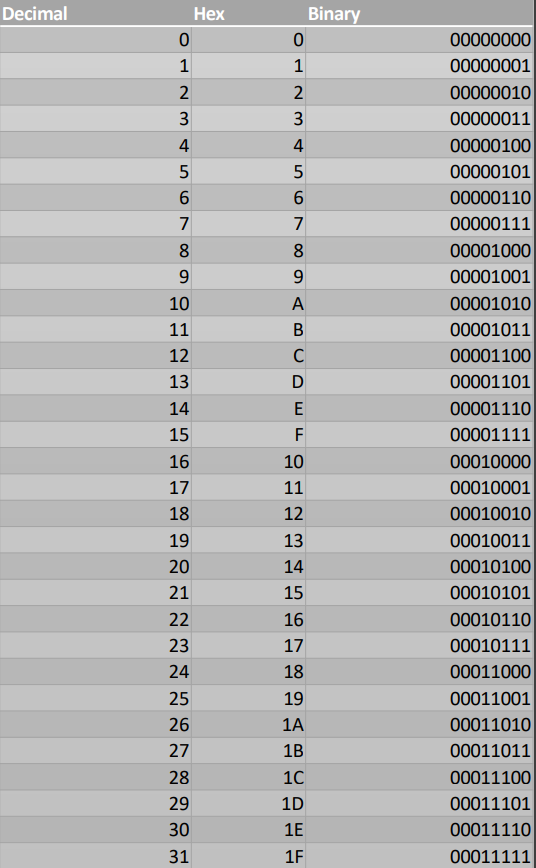 Decimal Hex Binary
0 0 00000000
1 1 00000001
2 2 00000010
3 3 00000011
4 4 00000100
5 5 00000101
6 6 00000110
7 7 00000111
8 8 00001000
9 9 00001001
10 A 00001010
11 B 00001011
12 C 00001100
13 D 00001101
14 E 00001110
15 F 00001111
16 10 00010000
17 11 00010001
18 12 00010010
19 13 00010011
20 14 00010100
21 15 00010101
22 16 00010110
23 17 00010111
24 18 00011000
25 19 00011001
26 1A 00011010
27 1B 00011011
28 1C 00011100
29 1D 00011101
30 1E 00011110
31 1F 00011111